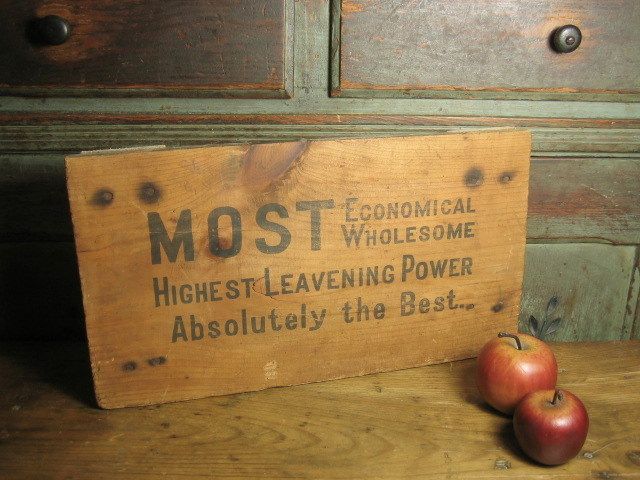 MOST ECONOMICAL
WHOLESOME
HIGHEST LEAVENING POWER
Absolutely the Best...